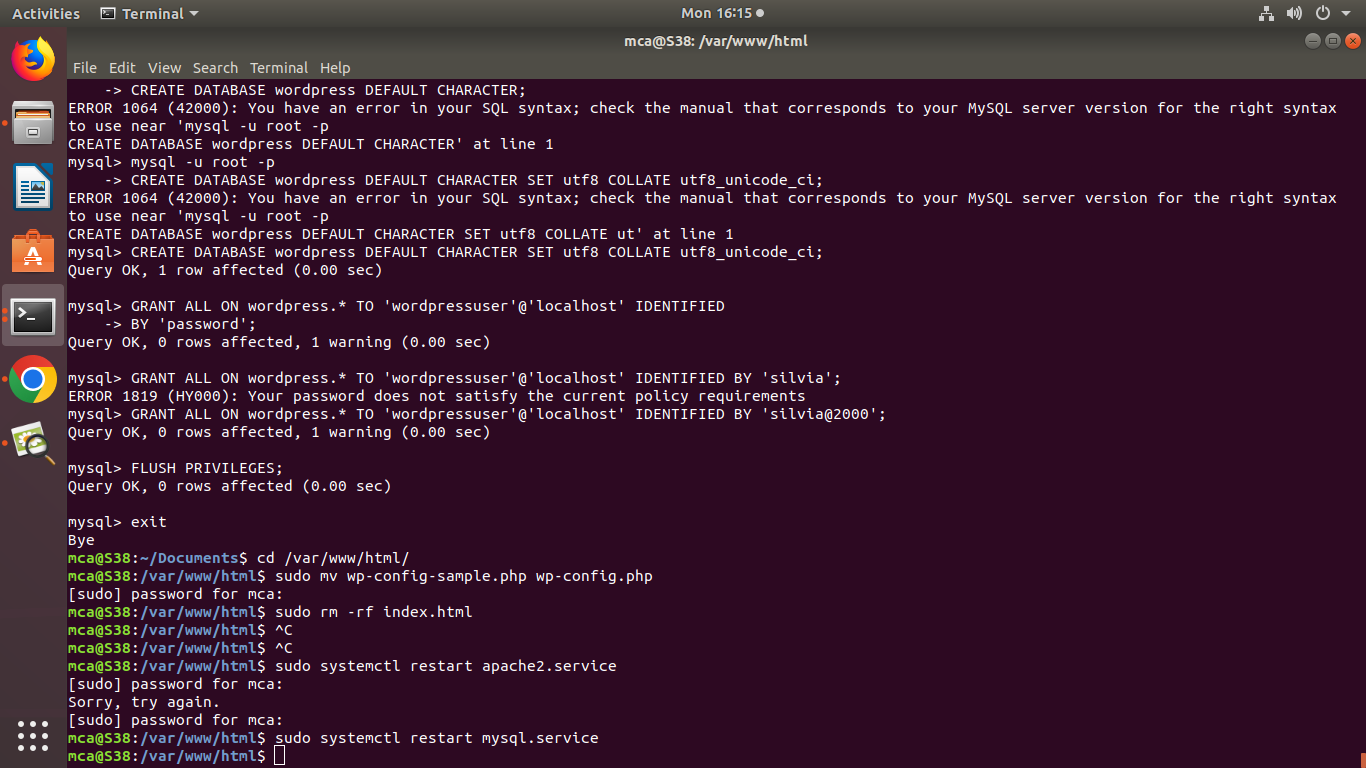 Activities Terminal Mon 16:15
mca@S38: /var/www/html
File Edit View Search Terminal Help
    -> CREATE DATABASE wordpress DEFAULT CHARACTER;
ERROR 1064 (42000): You have an error in your SQL syntax; check the manual that corresponds to your MySQL server version for the right syntax
to use near 'mysql -u root -p
CREATE DATABASE wordpress DEFAULT CHARACTER' at line 1
mysql> mysql -u root -p
    -> CREATE DATABASE wordpress DEFAULT CHARACTER SET utf8 COLLATE utf8_unicode_ci;
ERROR 1064 (42000): You have an error in your SQL syntax; check the manual that corresponds to your MySQL server version for the right syntax
to use near 'mysql -u root -p
CREATE DATABASE wordpress DEFAULT CHARACTER SET utf8 COLLATE ut' at line 1
mysql> CREATE DATABASE wordpress DEFAULT CHARACTER SET utf8 COLLATE utf8_unicode_ci;
Query OK, 1 row affected (0.00 sec)

mysql> GRANT ALL ON wordpress.* TO 'wordpressuser'@'localhost' IDENTIFIED
    -> BY 'password';
Query OK, 0 rows affected, 1 warning (0.00 sec)

mysql> GRANT ALL ON wordpress.* TO 'wordpressuser'@'localhost' IDENTIFIED BY 'silvia';
ERROR 1819 (HY000): Your password does not satisfy the current policy requirements
mysql> GRANT ALL ON wordpress.* TO 'wordpressuser'@'localhost' IDENTIFIED BY 'silvia@2000';
Query OK, 0 rows affected, 1 warning (0.00 sec)

mysql> FLUSH PRIVILEGES;
Query OK, 0 rows affected (0.00 sec)

mysql> exit
Bye
mca@S38:~/Documents$ cd /var/www/html/
mca@S38:/var/www/html$ sudo mv wp-config-sample.php wp-config.php
[sudo] password for mca:
mca@S38:/var/www/html$ sudo rm -rf index.html
mca@S38:/var/www/html$ ^C
mca@S38:/var/www/html$ ^C
mca@S38:/var/www/html$ sudo systemctl restart apache2.service
[sudo] password for mca:
Sorry, try again.
[sudo] password for mca:
mca@S38:/var/www/html$ sudo systemctl restart mysql.service
mca@S38:/var/www/html$